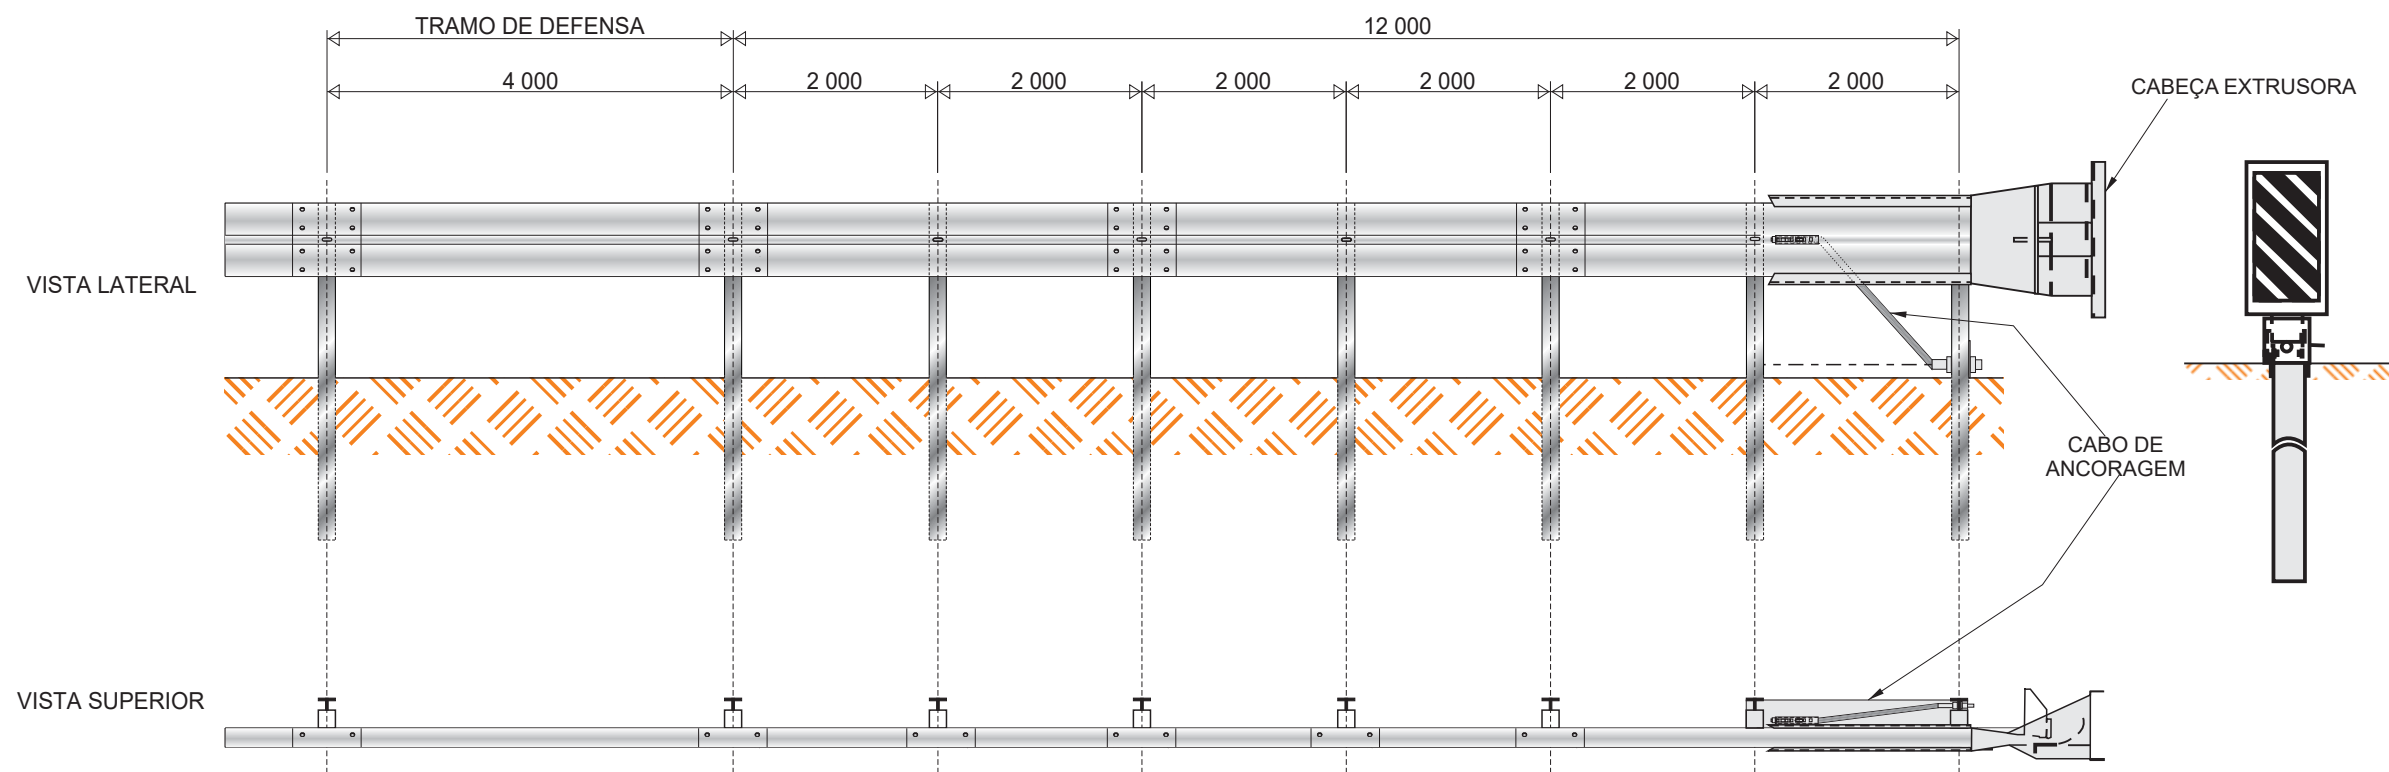 TRAMO DE DEFENSA
12 000
4 000
2 000
2 000
2 000
2 000
2 000
2 000
CABEÇA EXTRUSORA
VISTA LATERAL
CABO DE
ANCORAGEM
VISTA SUPERIOR